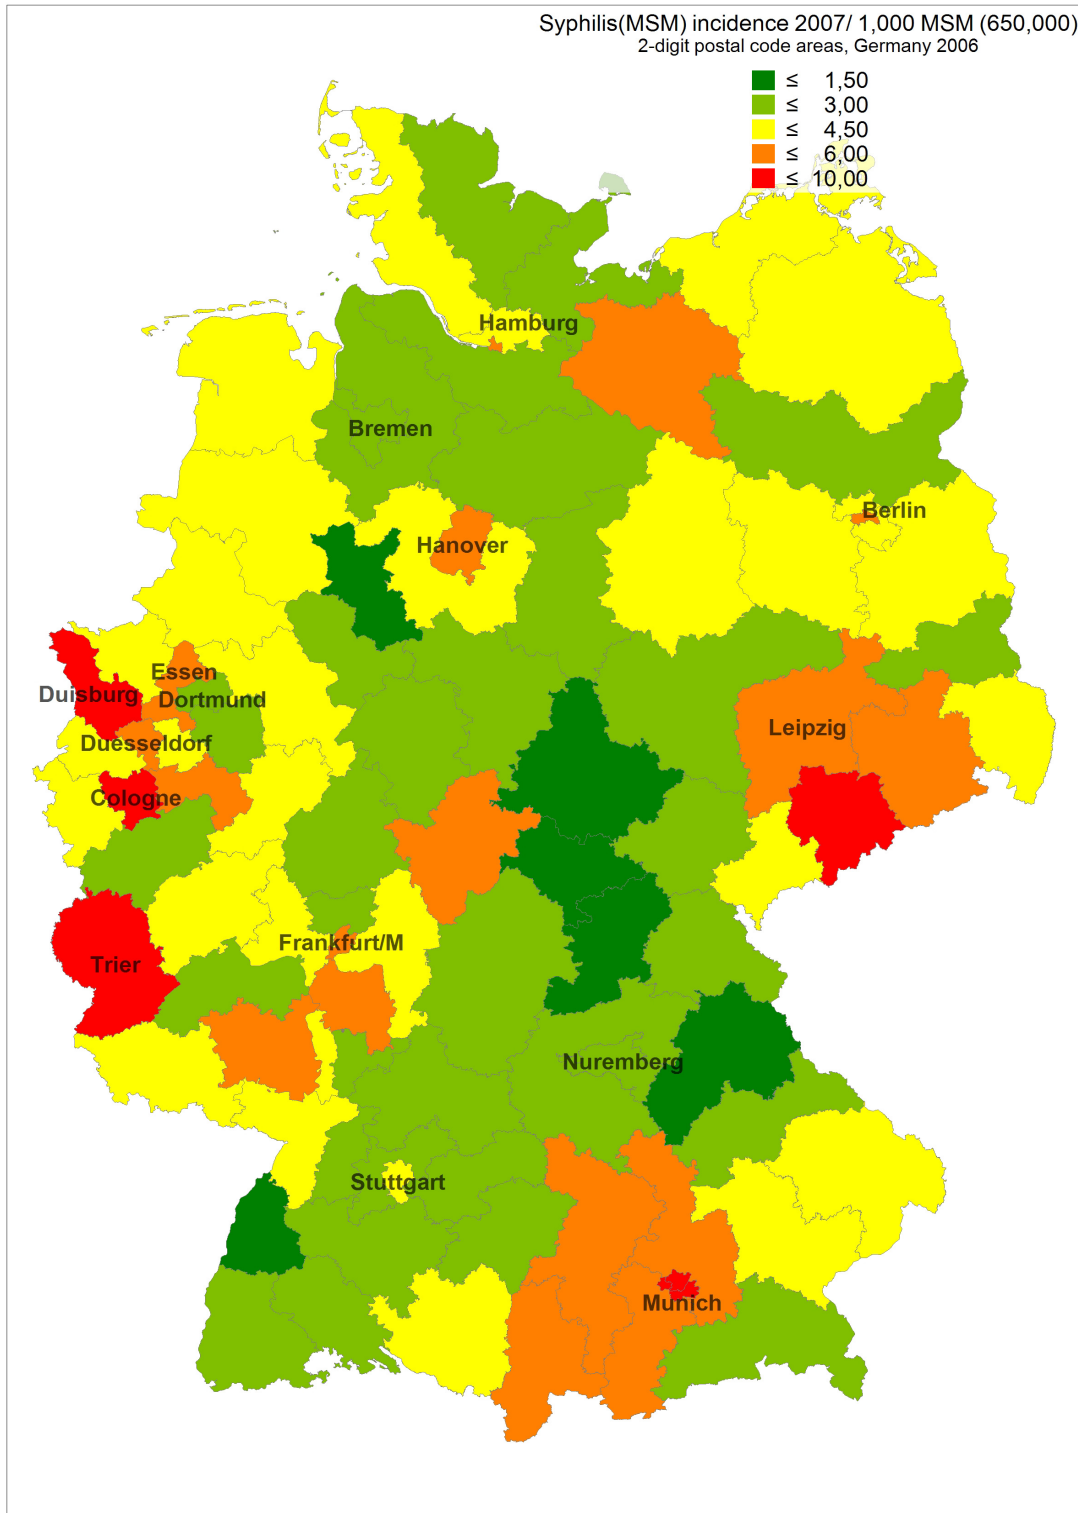 Syphilis(MSM) incidence 2007/ 1,000 MSM (650,000)
2-digit postal code areas, Germany 2006
≤ 1,50
≤ 3,00
≤ 4,50
≤ 6,00
≤ 10,00
Hamburg
Bremen
Berlin
Hanover
Essen
Duisburg
Dortmund
Leipzig
Duesseldorf
Cologne
Frankfurt/M
Trier
Nuremberg
Stuttgart
Munich